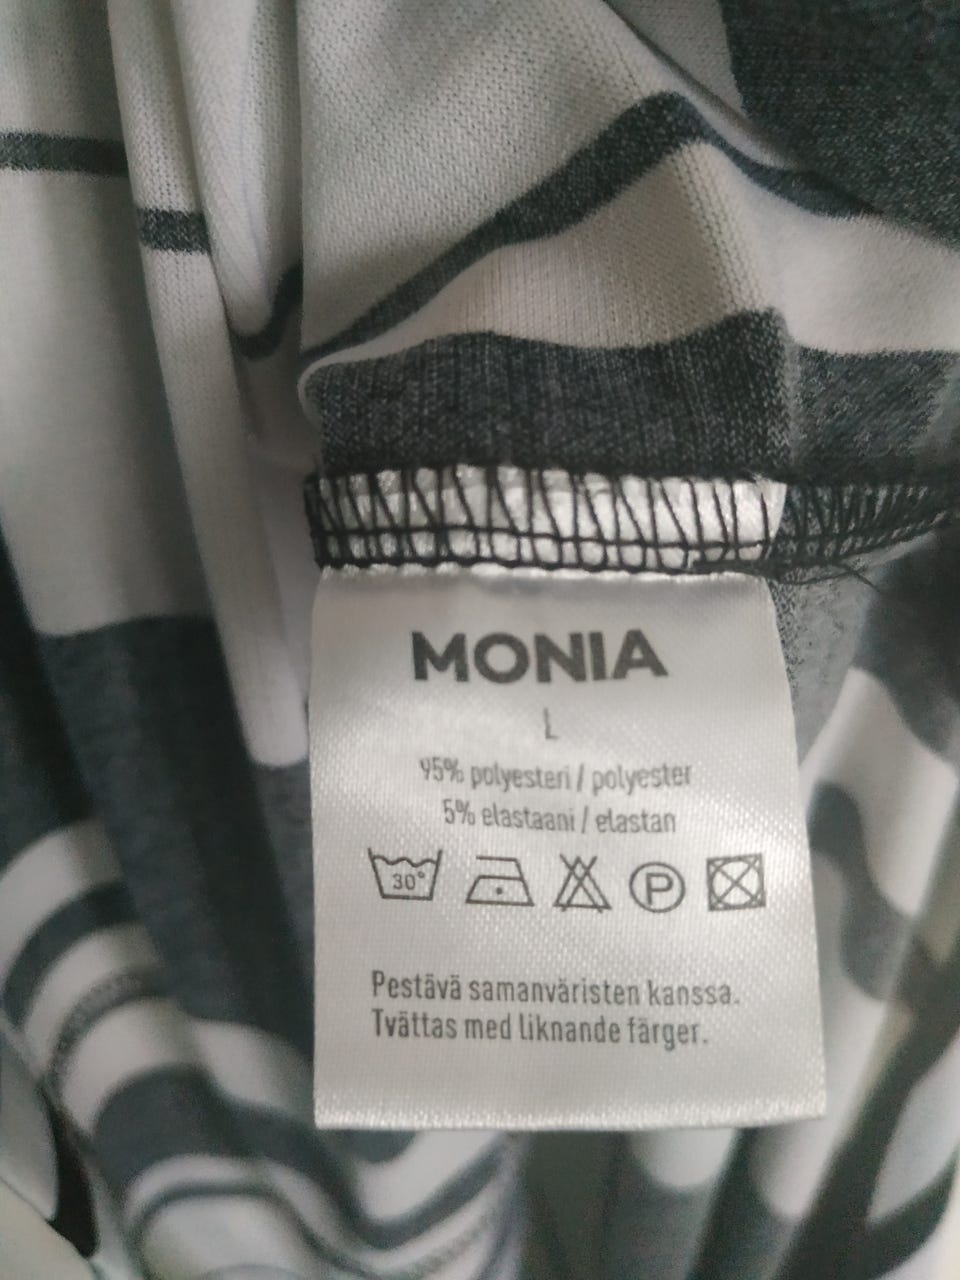 MONIA
L
95% polyesteri / polyester
5% elastaani / elastan
30°
P
Pestävä samanväristen kanssa.
Tvättas med liknande färger.